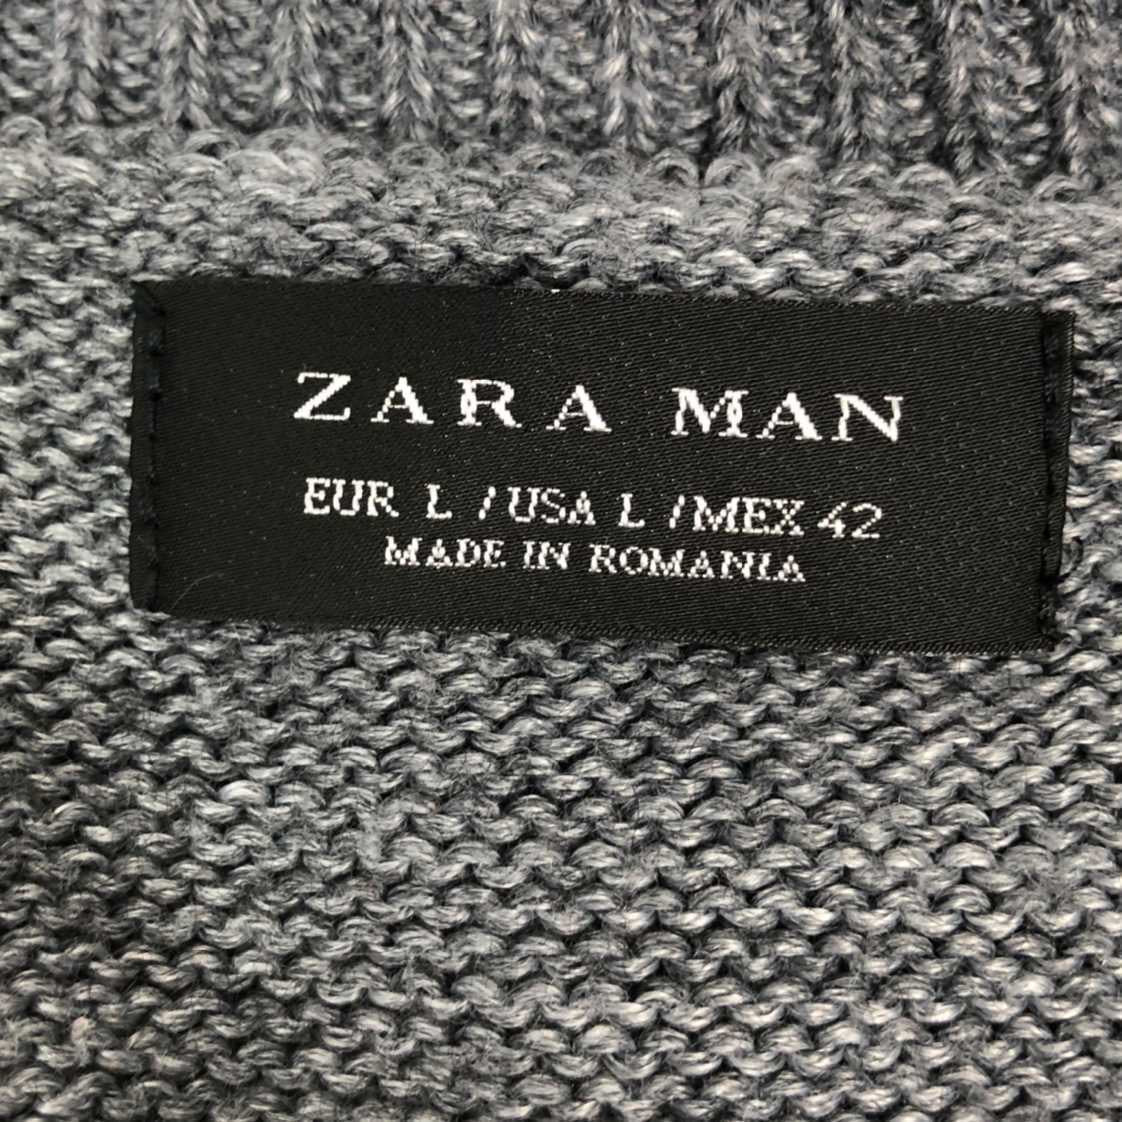 ZARA MAN
EUR L / USA L / MEX 42
MADE IN ROMANIA